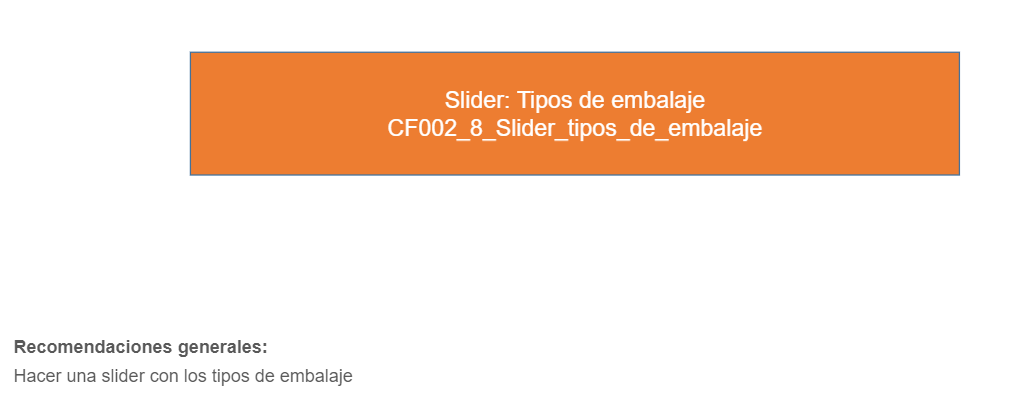 Slider: Tipos de embalaje
CF002_8_Slider_tipos_de_embalaje
Recomendaciones generales:
Hacer una slider con los tipos de embalaje